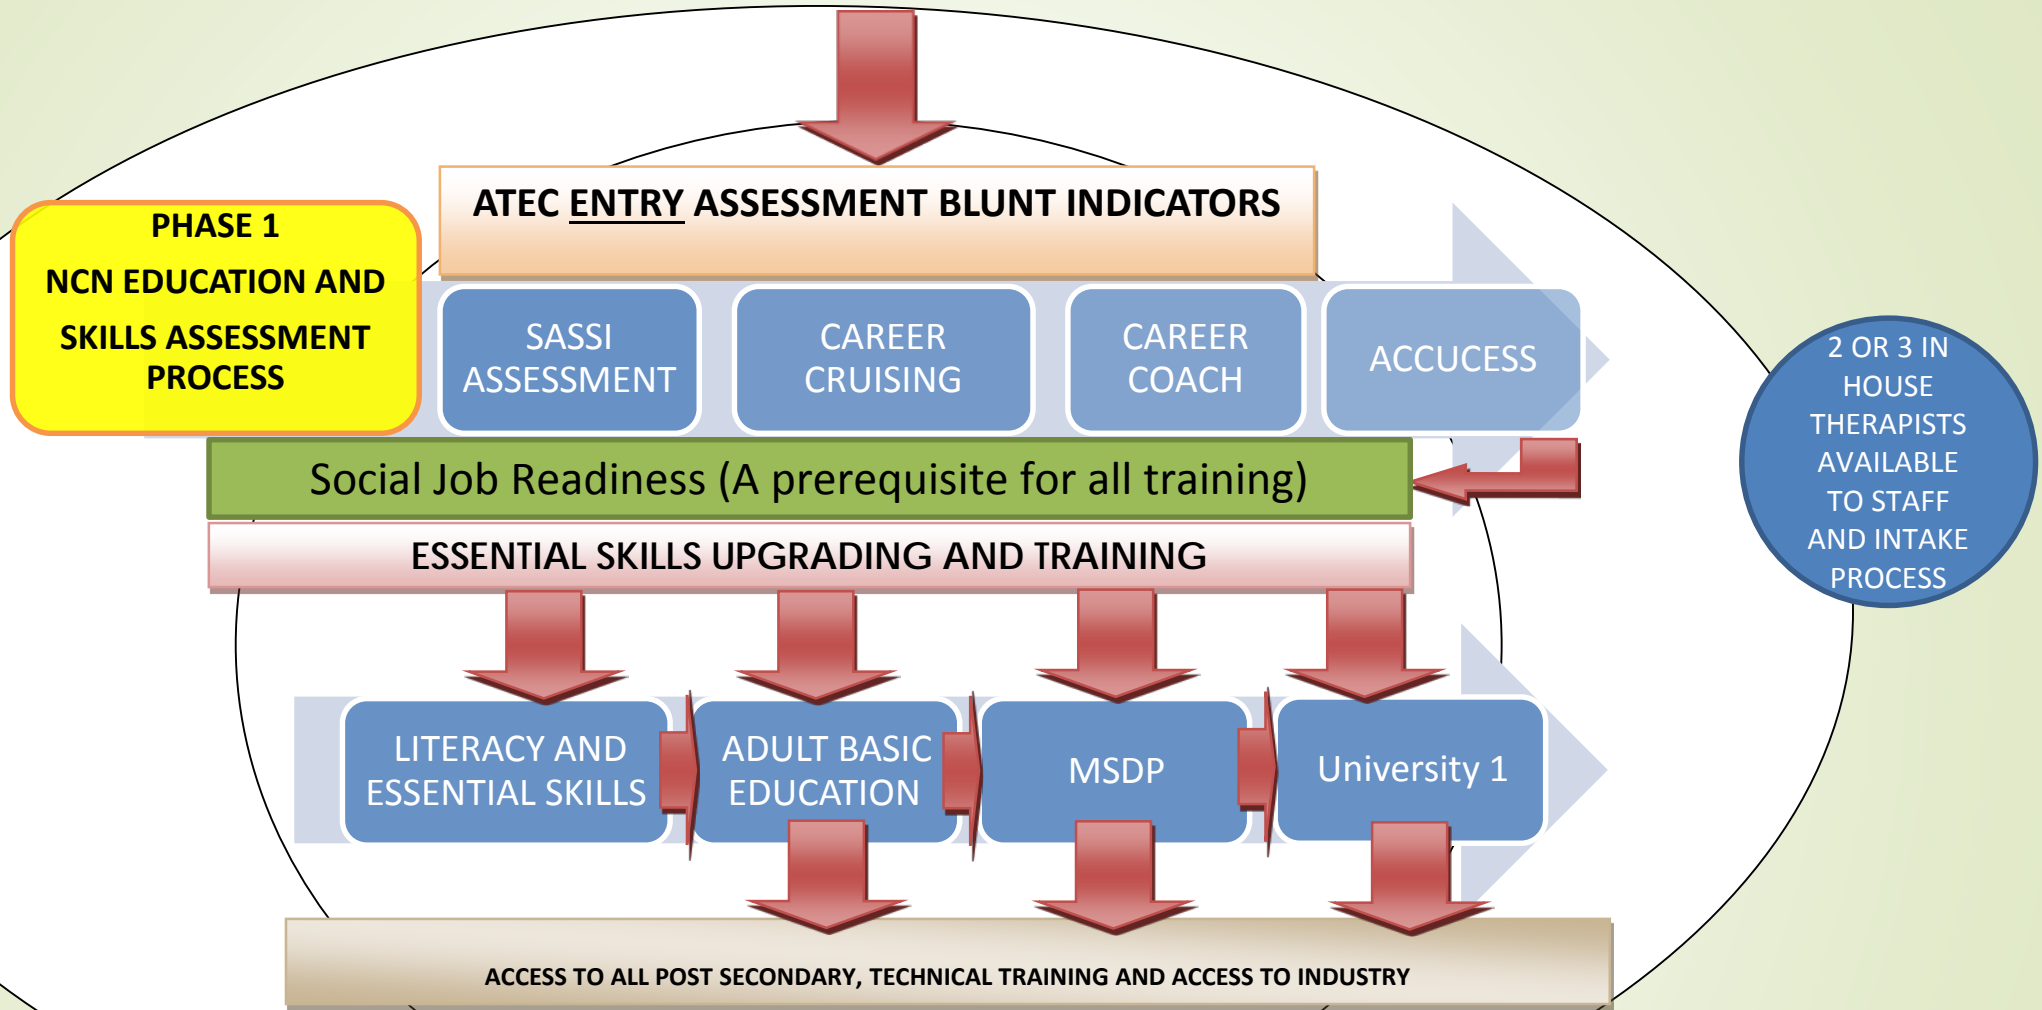 ATEC ENTRY ASSESSMENT BLUNT INDICATORS
PHASE 1
NCN EDUCATION AND
SKILLS ASSESSMENT
PROCESS
SASSI
ASSESSMENT
CAREER
CRUISING
CAREER
COACH
ACCUCESS
2 OR 3 IN
HOUSE
THERAPISTS
AVAILABLE
TO STAFF
AND INTAKE
PROCESS
Social Job Readiness (A prerequisite for all training)
ESSENTIAL SKILLS UPGRADING AND TRAINING
LITERACY AND
ESSENTIAL SKILLS
ADULT BASIC
EDUCATION
MSDP
University 1
ACCESS TO ALL POST SECONDARY, TECHNICAL TRAINING AND ACCESS TO INDUSTRY